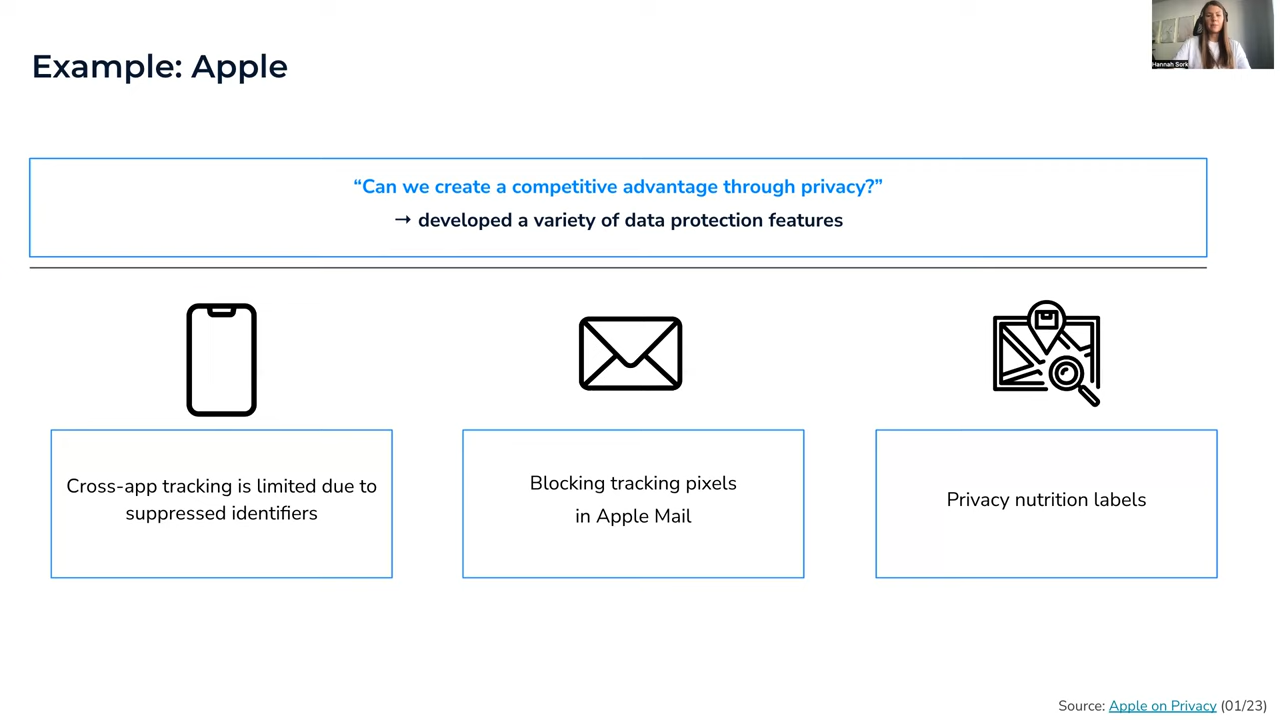 Example: Apple
Hannah Sork
“Can we create a competitive advantage through privacy?”
→ developed a variety of data protection features
Cross-app tracking is limited due to
suppressed identifiers
Blocking tracking pixels
in Apple Mail
Privacy nutrition labels
Source: Apple on Privacy (01/23)